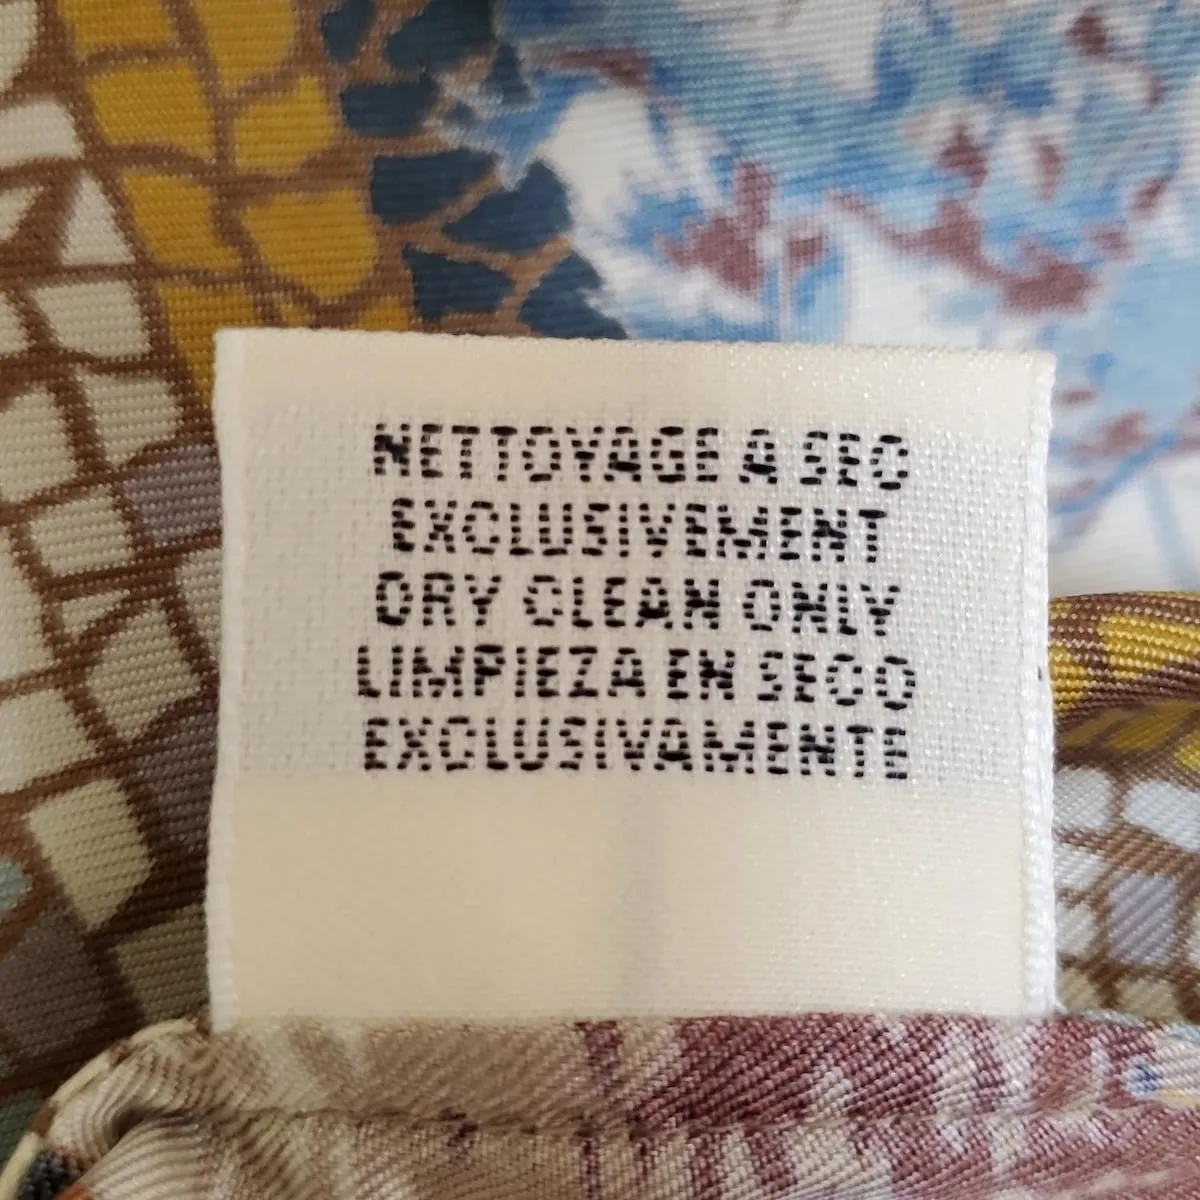 NETTOYAGE A SEC
EXCLUSIVEMENT
DRY CLEAN ONLY
LIMPIEZA EN SECO
EXCLUSIVAMENTE